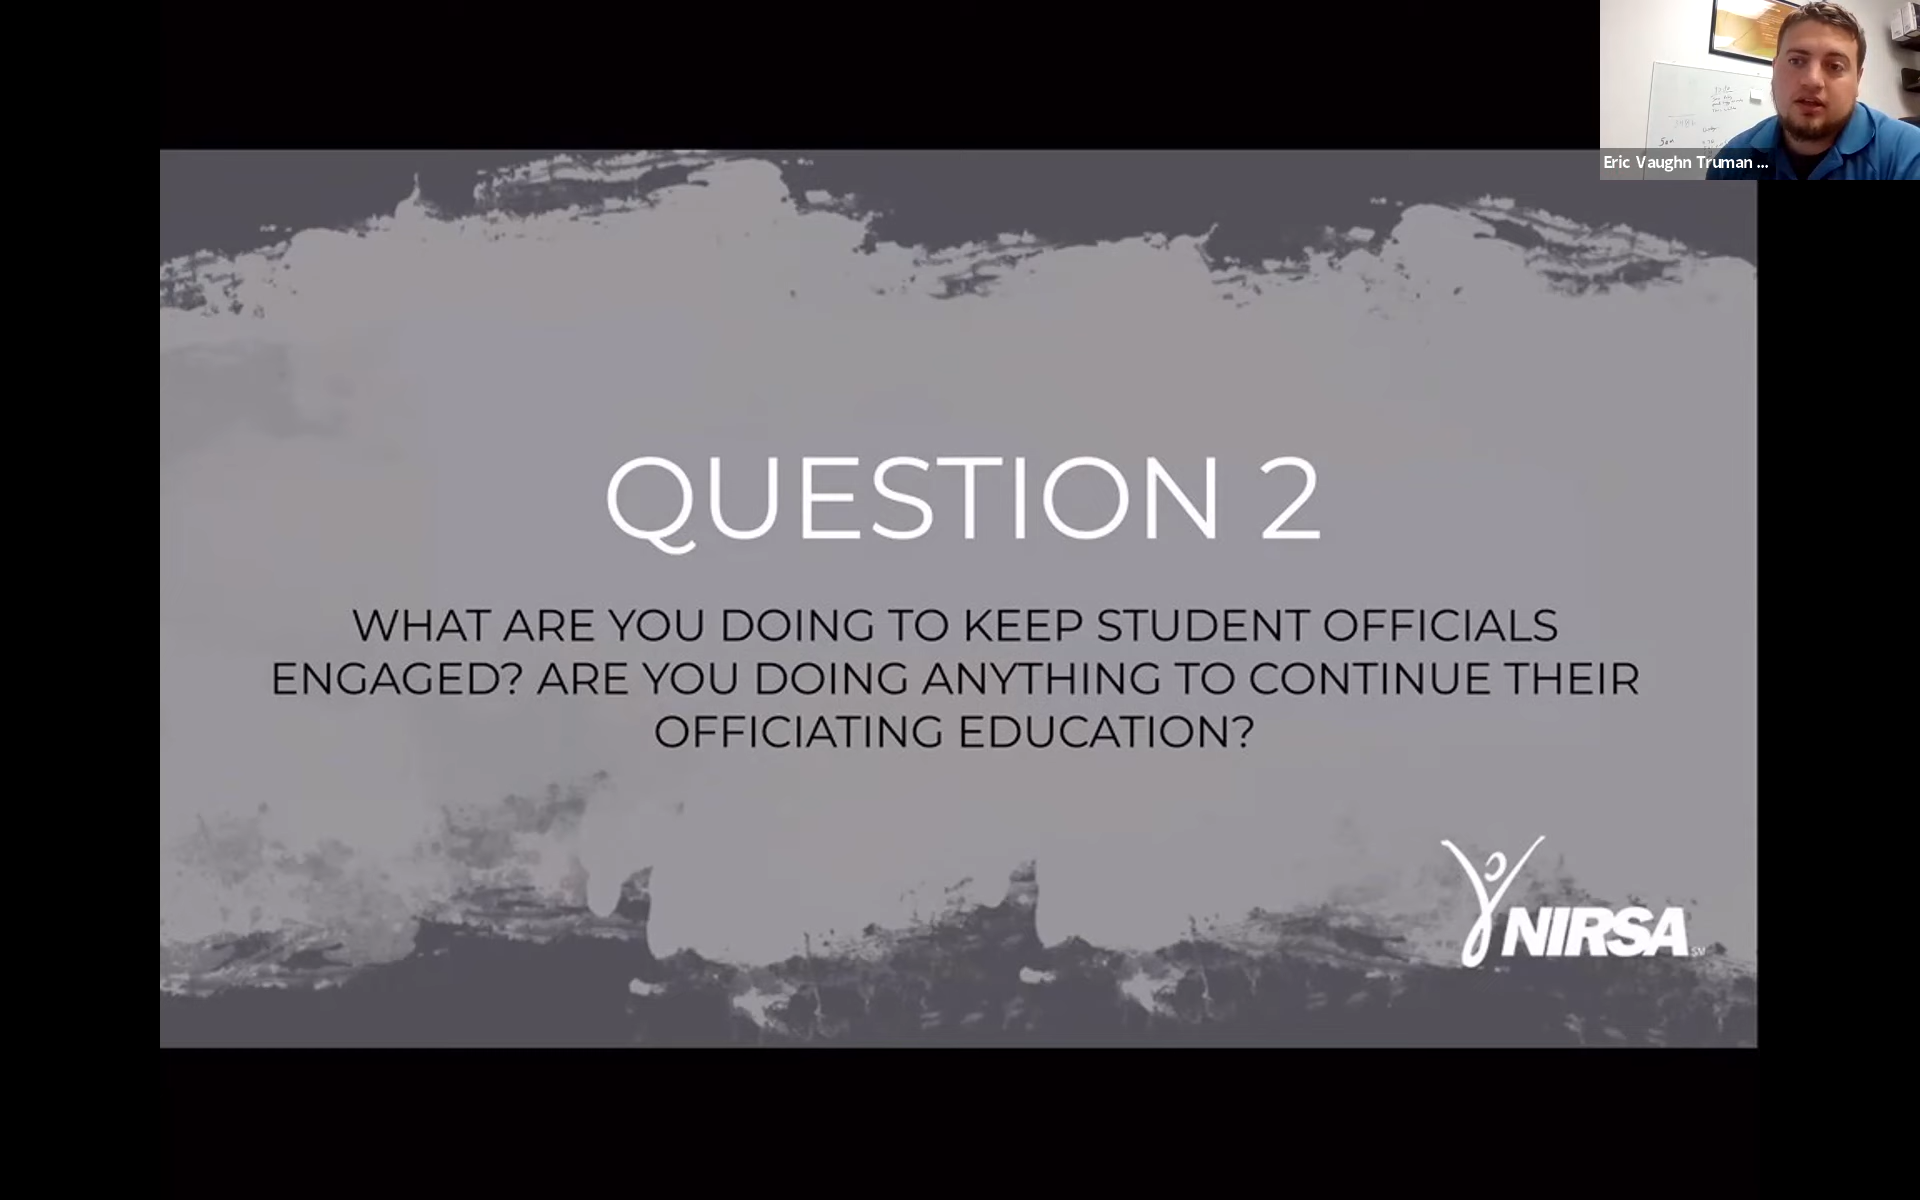 Eric Vaughn Truman ...
QUESTION 2
WHAT ARE YOU DOING TO KEEP STUDENT OFFICIALS
ENGAGED? ARE YOU DOING ANYTHING TO CONTINUE THEIR
OFFICIATING EDUCATION?
NIRSA
SM